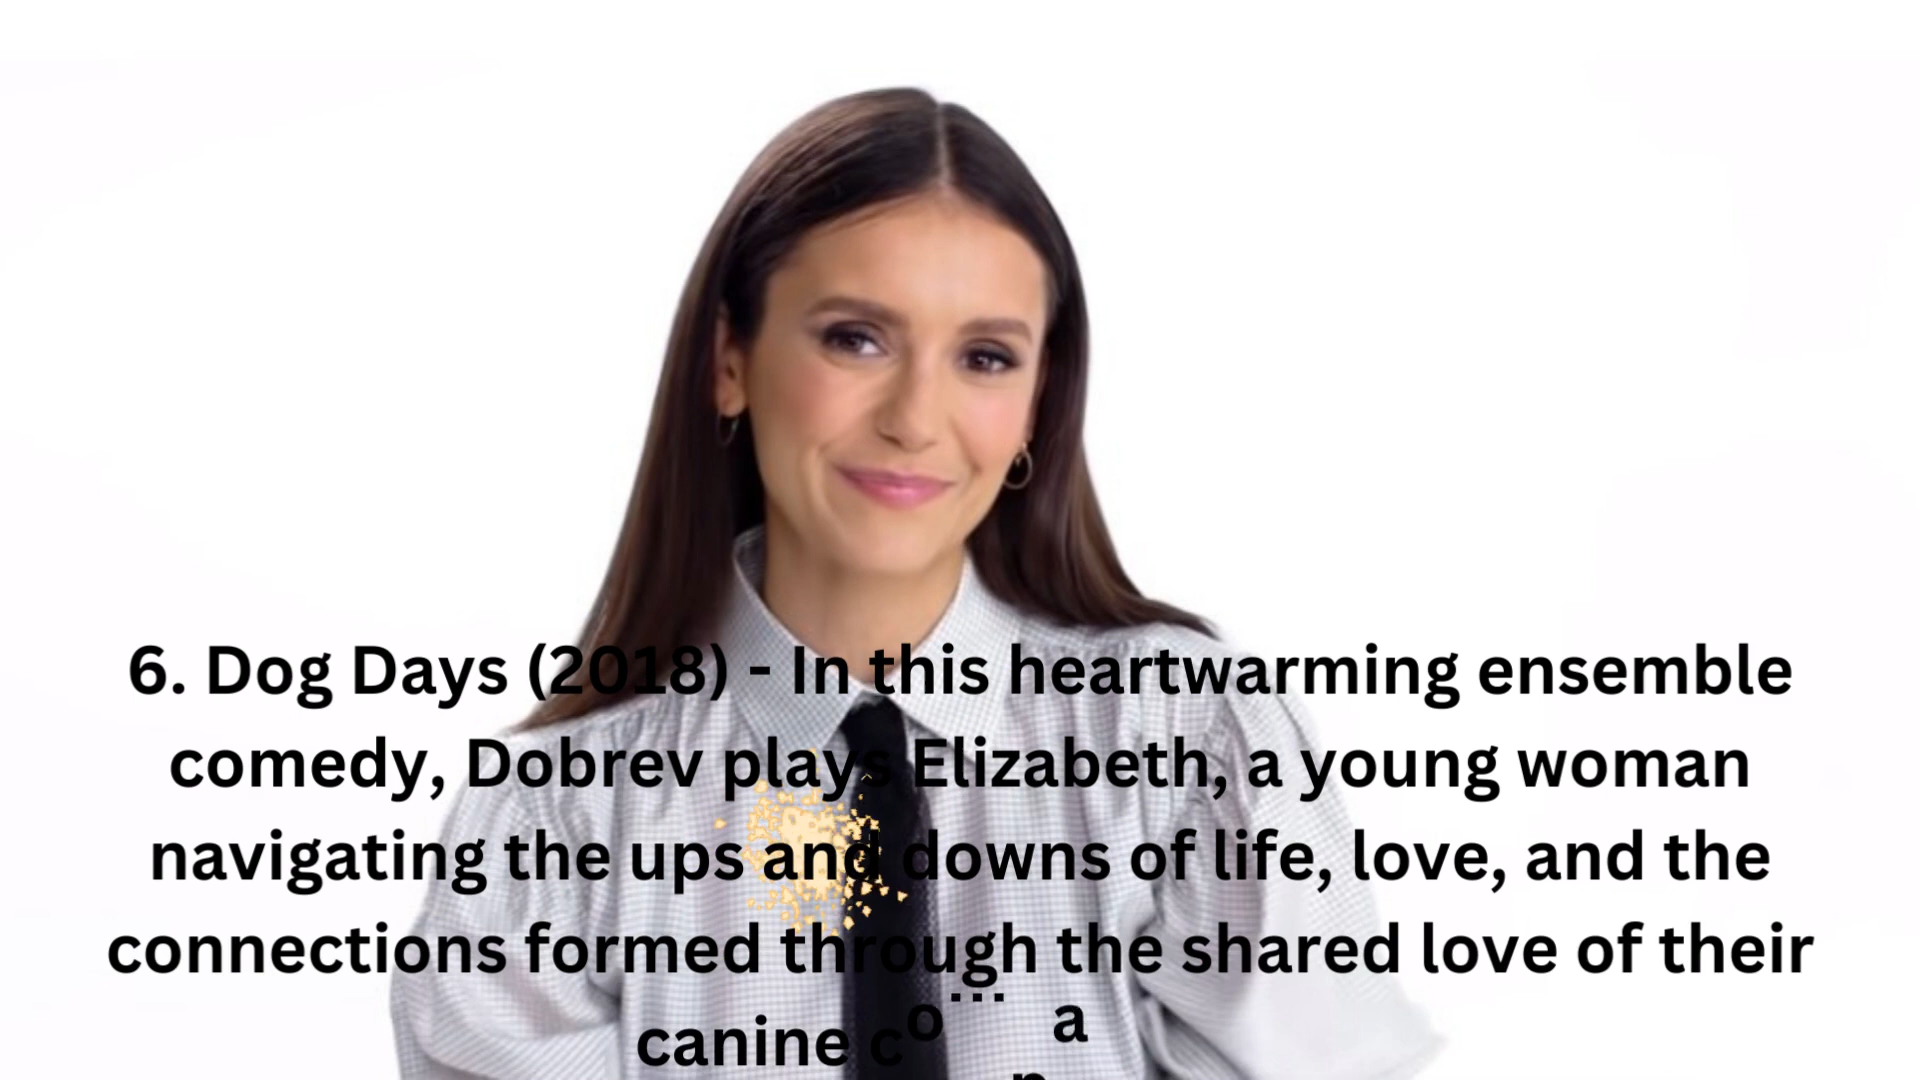 6. Dog Days (2018) - In this heartwarming ensemble
comedy, Dobrev plays Elizabeth, a young woman
navigating the ups and downs of life, love, and the
connections formed through the shared love of their
canine